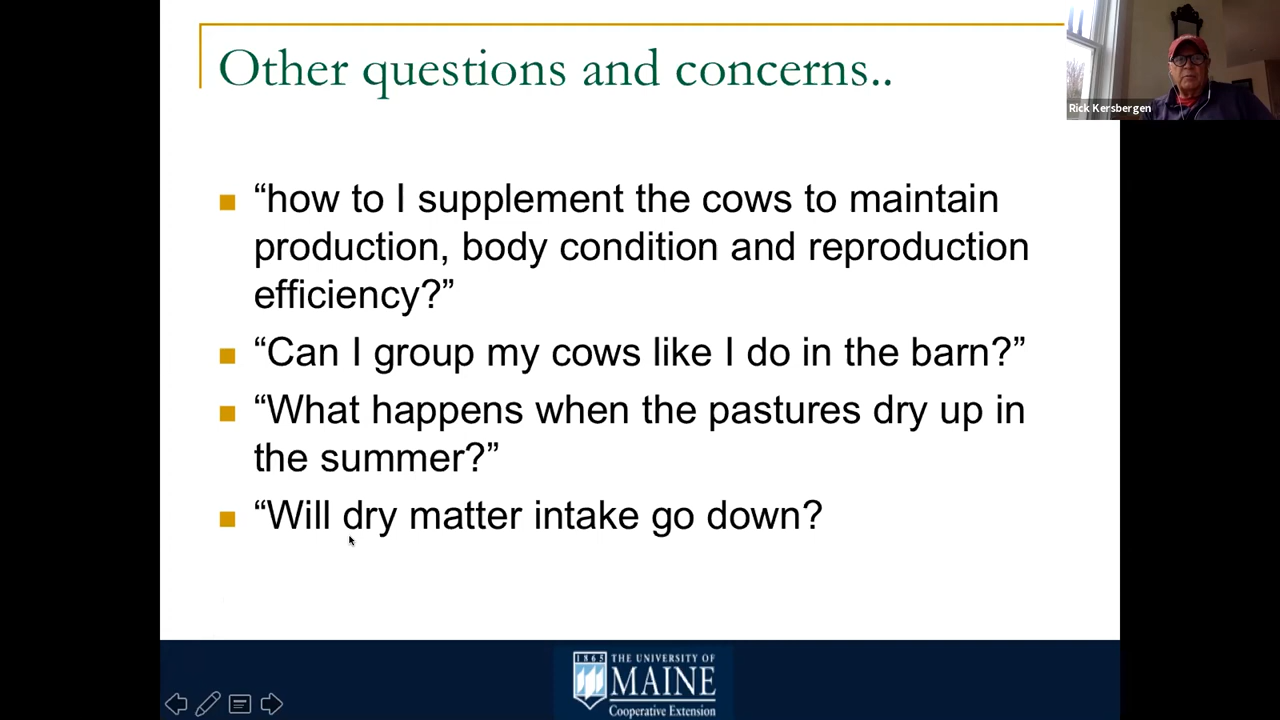 Other questions and concerns..
Rick Kersbergen
“how to I supplement the cows to maintain
production, body condition and reproduction
efficiency?”
“Can I group my cows like I do in the barn?”
“What happens when the pastures dry up in
the summer?”
“Will dry matter intake go down?
1865 THE UNIVERSITY OF
MAINE
Cooperative Extension